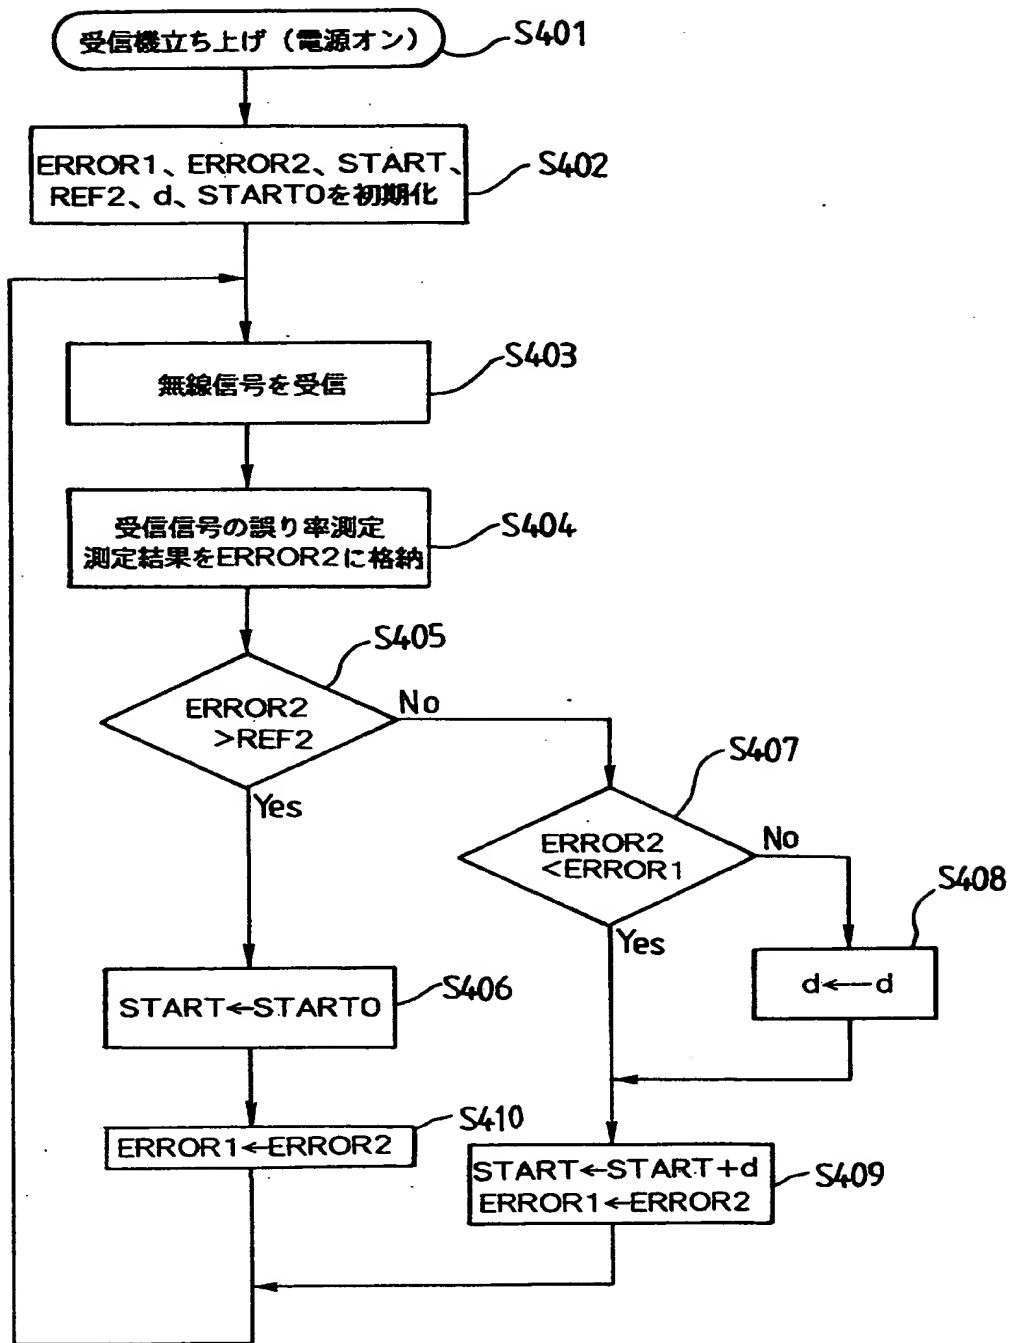 受信機立ち上げ（電源オン）
S401
ERROR1、ERROR2、START、
REF2、d、START0を初期化
S402
無線信号を受信
S403
受信信号の誤り率測定
測定結果をERROR2に格納
S404
S405
ERROR2
>REF2
No
Yes
S407
ERROR2
<ERROR1
No
Yes
S408
d←−d
START←START0
S406
ERROR1←ERROR2
S410
START←START+d
ERROR1←ERROR2
S409